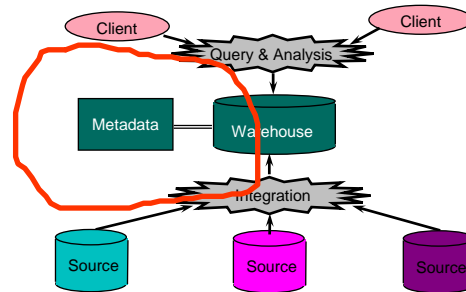 Client
Client
Query & Analysis
Metadata
Warehouse
Integration
Source
Source
Source